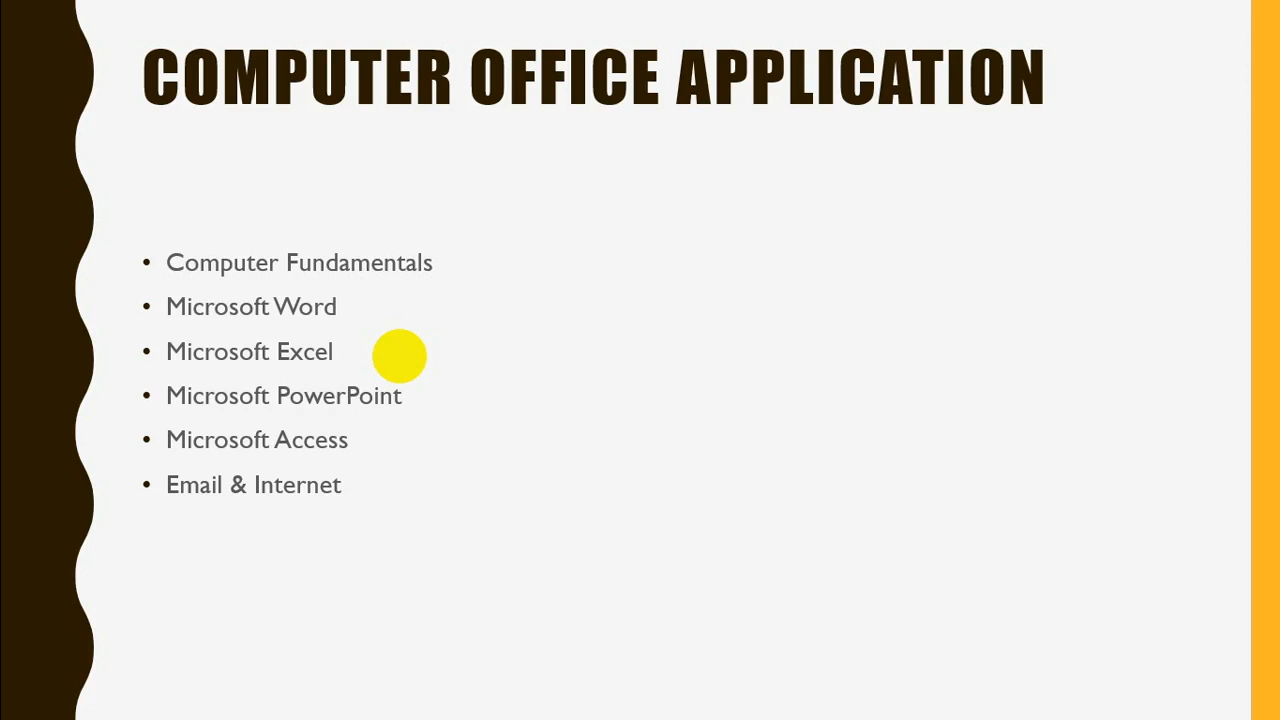 COMPUTER OFFICE APPLICATION
• Computer Fundamentals
• Microsoft Word
• Microsoft Excel
• Microsoft PowerPoint
• Microsoft Access
• Email & Internet